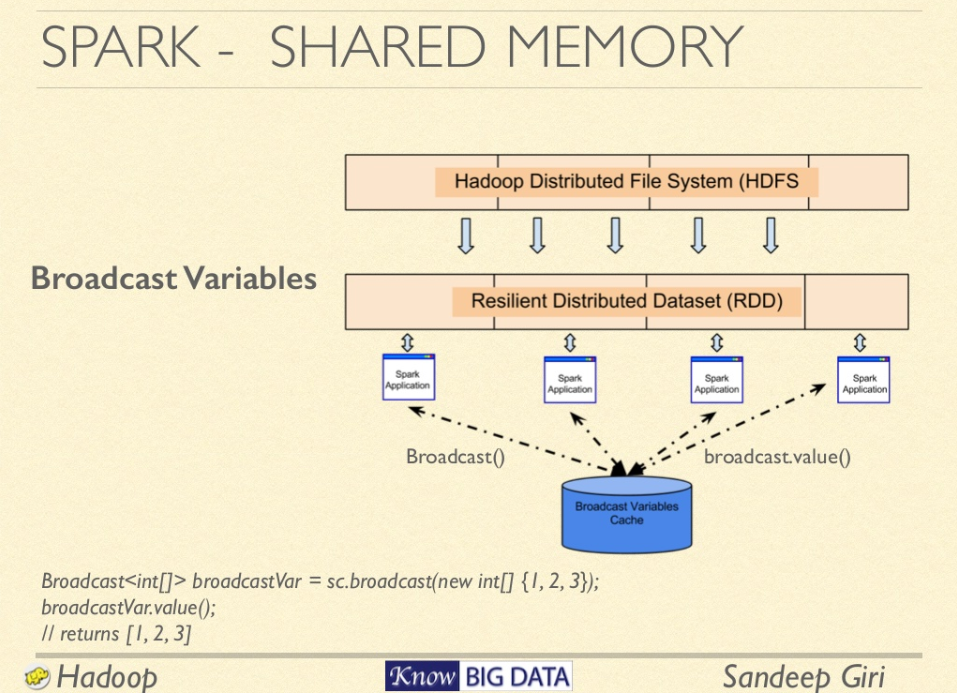 SPARK - SHARED MEMORY
Hadoop Distributed File System (HDFS
Broadcast Variables
Resilient Distributed Dataset (RDD)
Spark
Application
Spark
Application
Spark
Application
Spark
Application
Broadcast()
broadcast.value()
Broadcast Variables
Cache
Broadcast<int[]> broadcastVar = sc.broadcast(new int[] {1, 2, 3});
broadcastVar.value();
// returns [1, 2, 3]
Hadoop
Know BIG DATA
Sandeep Giri